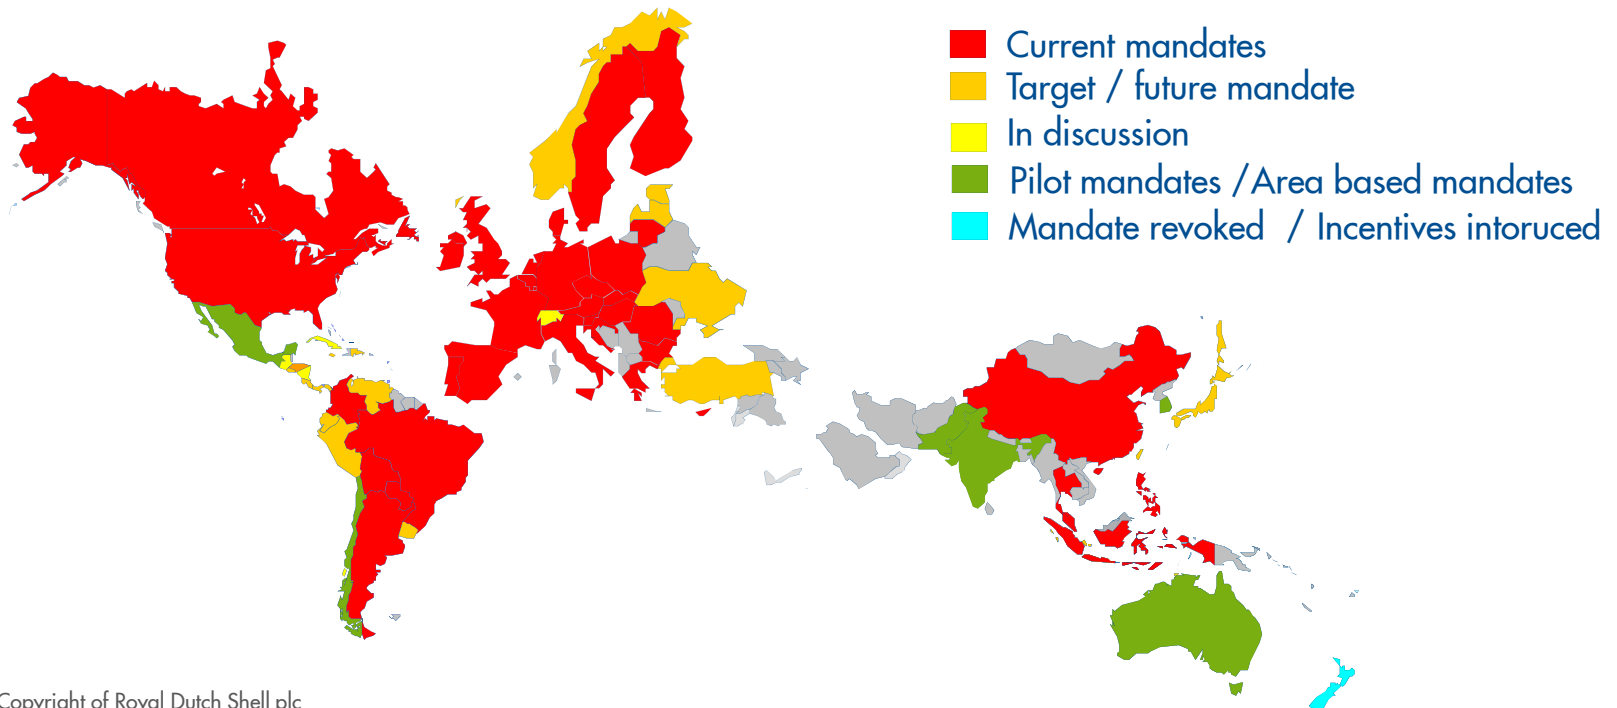 Current mandates
Target / future mandate
In discussion
Pilot mandates /Area based mandates
Mandate revoked / Incentives intoruced
Copyright of Royal Dutch Shell plc